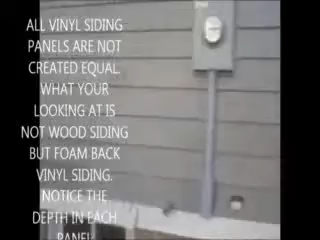 ALL VINYL SIDING
PANELS ARE NOT
CREATED EQUAL.
WHAT YOUR
LOOKING AT IS
NOT WOOD SIDING
BUT FOAM BACK
VINYL SIDING.
NOTICE THE
DEPTH IN EACH
PANEL